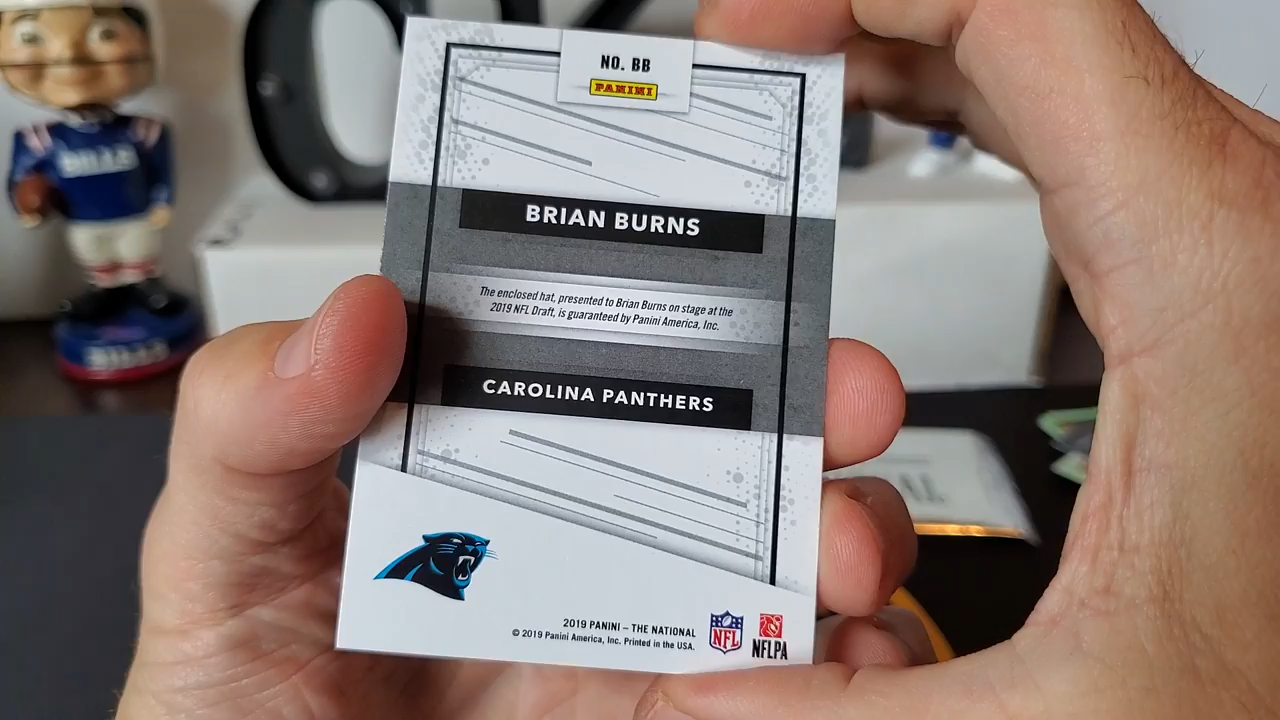 NO. BB
PANINI
BRIAN BURNS
The enclosed hat, presented to Brian Burns on stage at the
2019 NFL Draft, is guaranteed by Panini America, Inc.
CAROLINA PANTHERS
2019 PANINI – THE NATIONAL
© 2019 Panini America, Inc. Printed in the USA.
NFL
NFLPA
BILLS
BILLS